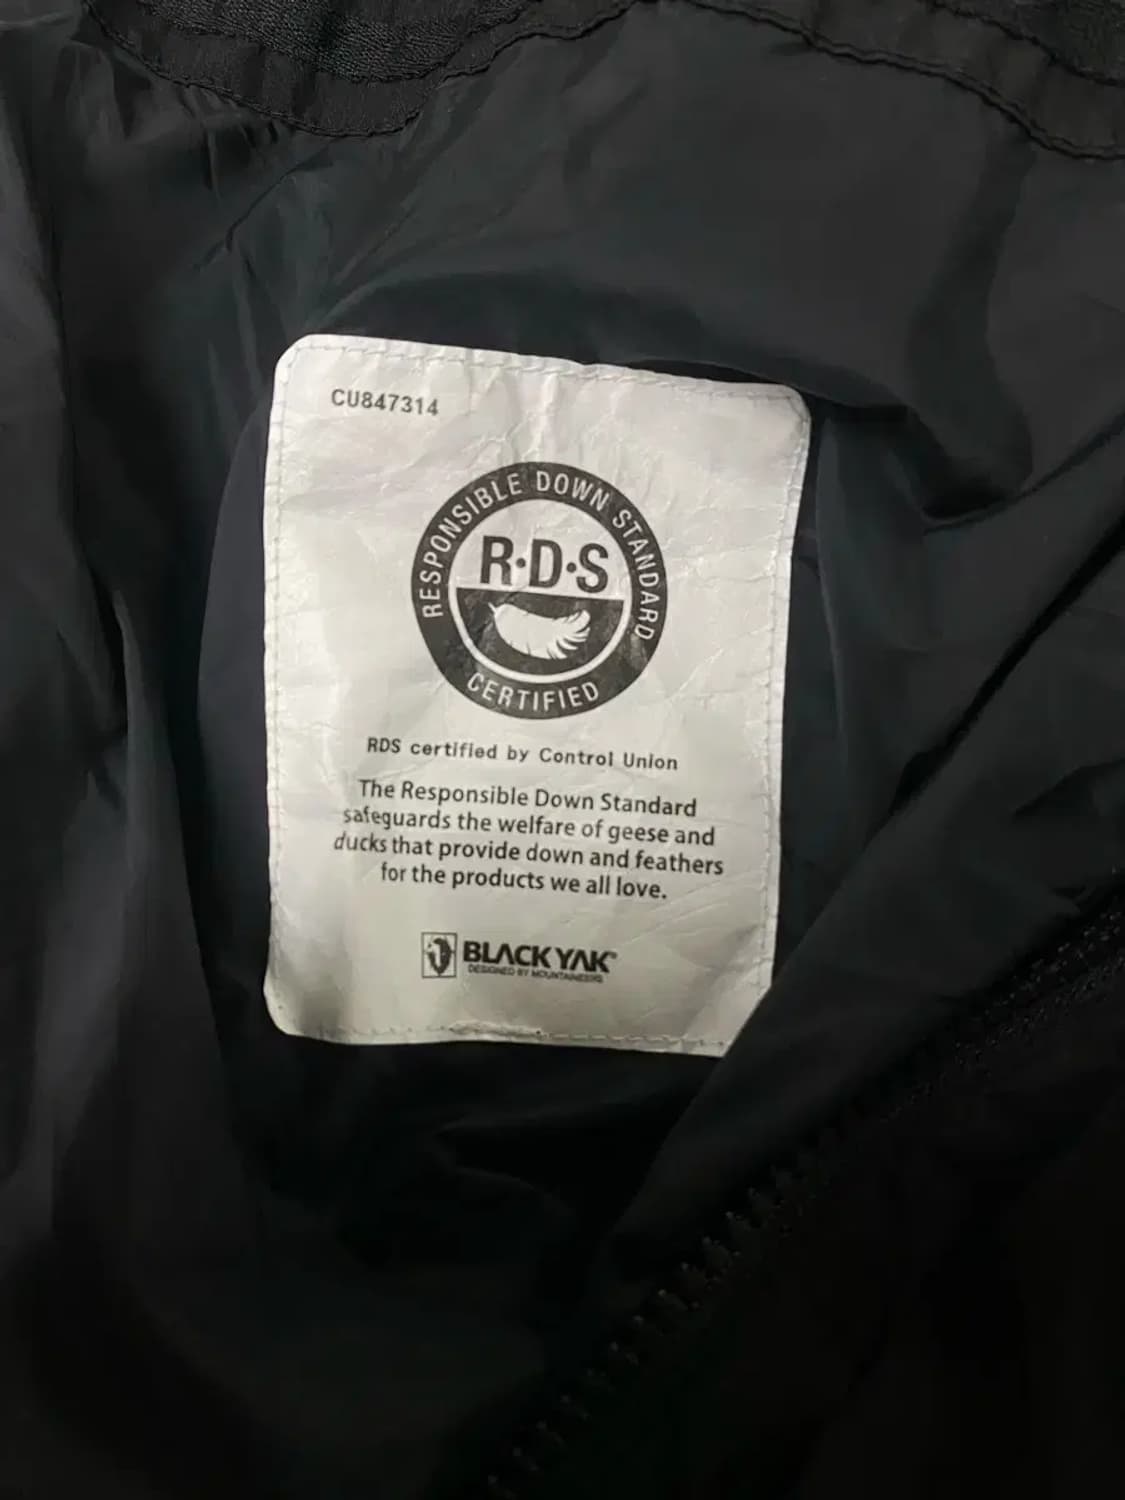 CU847314
RESPONSIBLE DOWN STANDARD
R·D·S
CERTIFIED
RDS certified by Control Union
The Responsible Down Standard
safeguards the welfare of geese and
ducks that provide down and feathers
for the products we all love.
BLACKYAK®
DESIGNED BY MOUNTAINEERS